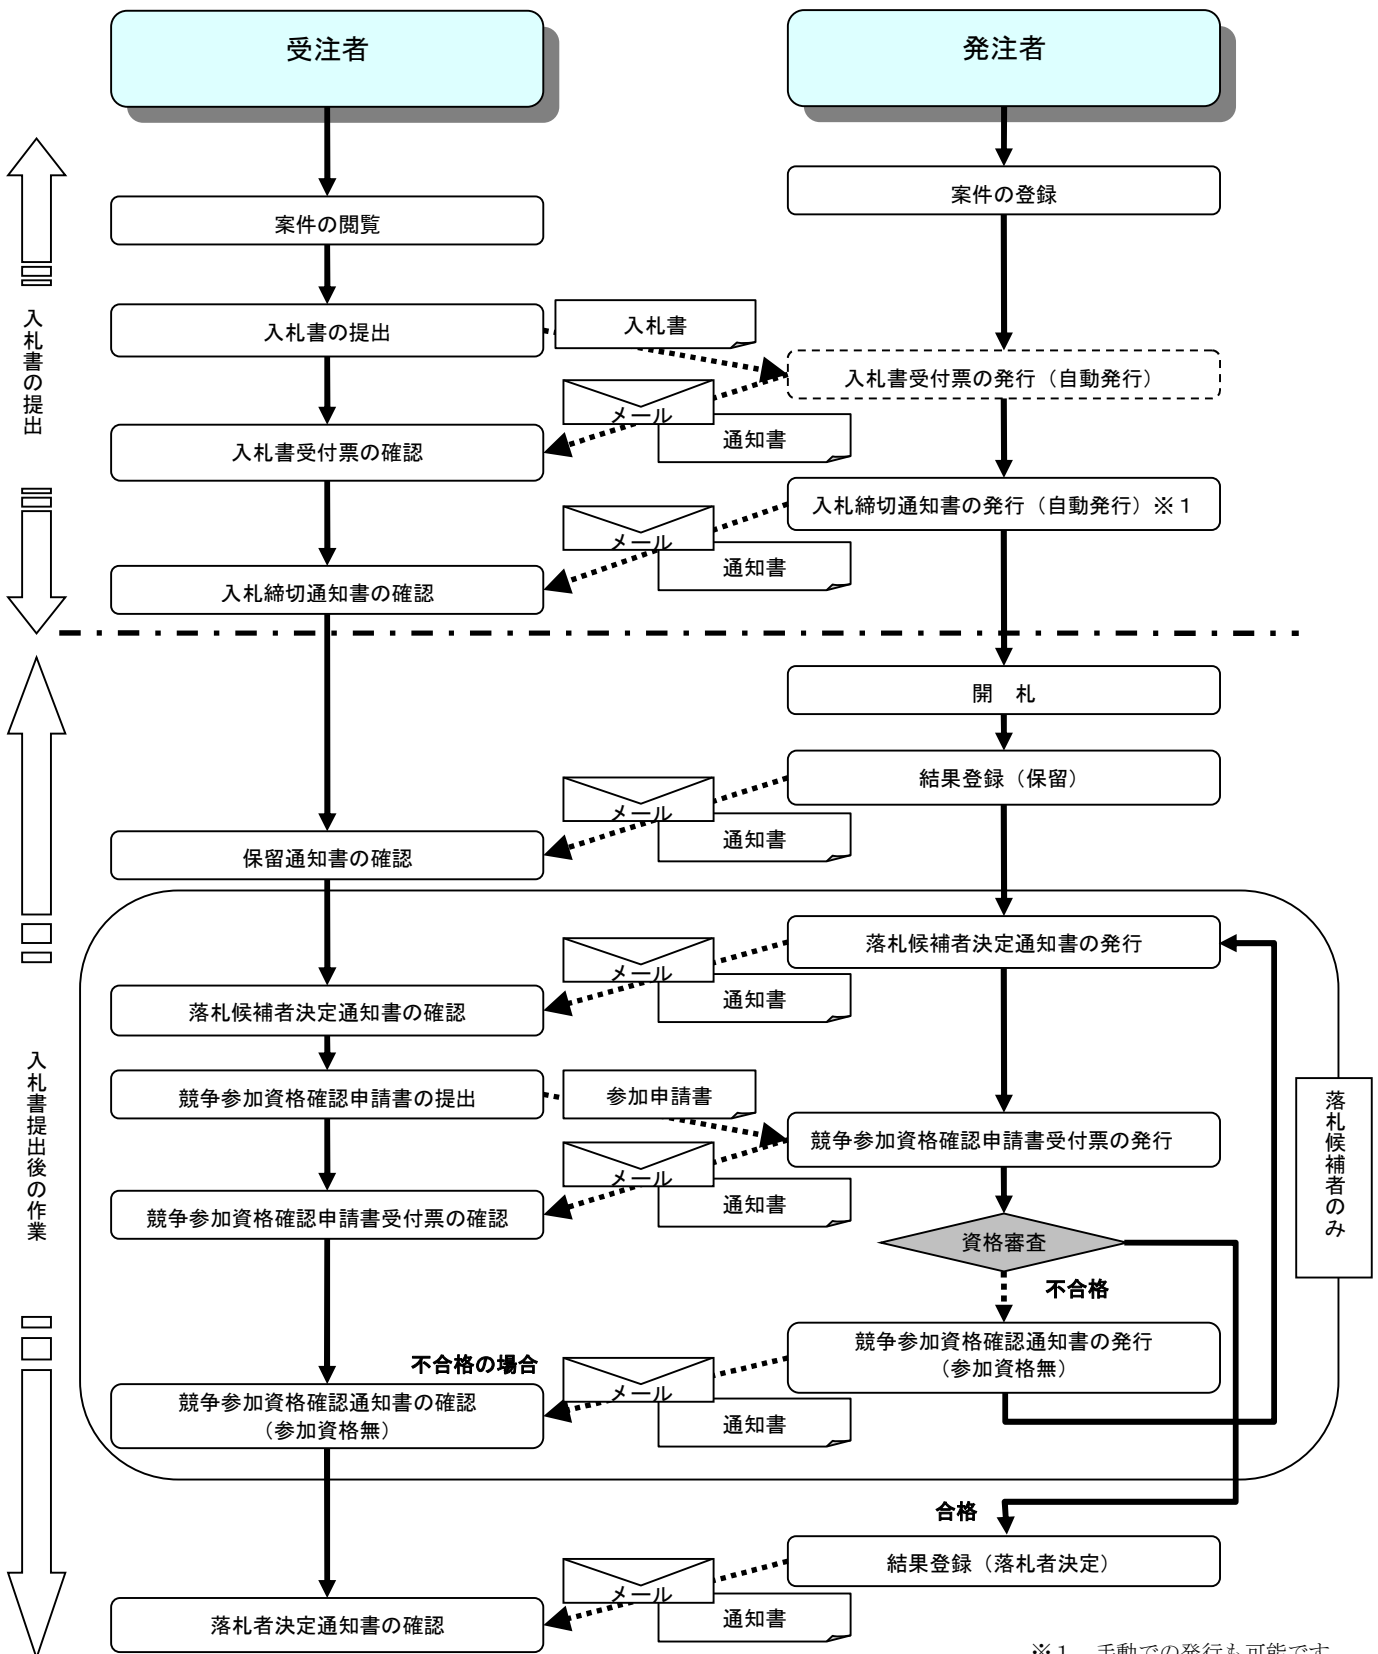 受注者
発注者
案件の登録
案件の閲覧
入札書の提出
入札書の提出
入札書
入札書受付票の発行（自動発行）
メール
通知書
入札書受付票の確認
入札締切通知書の発行（自動発行）※１
メール
通知書
入札締切通知書の確認
開　札
結果登録（保留）
メール
通知書
保留通知書の確認
落札候補者決定通知書の発行
メール
通知書
落札候補者決定通知書の確認
入札書提出後の作業
競争参加資格確認申請書の提出
参加申請書
競争参加資格確認申請書受付票の発行
落札候補者のみ
メール
通知書
競争参加資格確認申請書受付票の確認
資格審査
不合格
競争参加資格確認通知書の発行
（参加資格無）
不合格の場合
メール
通知書
競争参加資格確認通知書の確認
（参加資格無）
合格
結果登録（落札者決定）
メール
通知書
落札者決定通知書の確認
※１　手動での発行も可能です